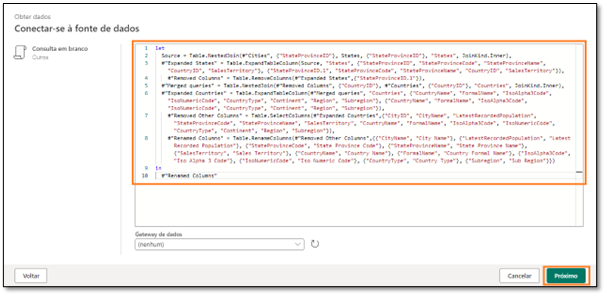 Obter dados
Conectar-se à fonte de dados
Consulta em branco
Outras
1 let
2 Source = Table.NestedJoin(#"Cities", {"StateProvinceID"}, States, {"StateProvinceID"}, "States", JoinKind.Inner),
3 #"Expanded States" = Table.ExpandTableColumn(Source, "States", {"StateProvinceID", "StateProvinceCode", "StateProvinceName",
"CountryID", "SalesTerritory"}, {"StateProvinceID.1", "StateProvinceCode", "StateProvinceName", "CountryID", "SalesTerritory"}),
4 #"Removed Columns" = Table.RemoveColumns(#"Expanded States",{"StateProvinceID.1"}),
5 #"Merged queries" = Table.NestedJoin(#"Removed Columns", {"CountryID"}, #"Countries", {"CountryID"}, "Countries", JoinKind.Inner),
6 #"Expanded Countries" = Table.ExpandTableColumn(#"Merged queries", "Countries", {"CountryName", "FormalName", "IsoAlpha3Code",
"IsoNumericCode", "CountryType", "Continent", "Region", "Subregion"}, {"CountryName", "FormalName", "IsoAlpha3Code",
"IsoNumericCode", "CountryType", "Continent", "Region", "Subregion"}),
7 #"Removed Other Columns" = Table.SelectColumns(#"Expanded Countries",{"CityID", "CityName", "LatestRecordedPopulation",
"StateProvinceCode", "StateProvinceName", "SalesTerritory", "CountryName", "FormalName", "IsoAlpha3Code", "IsoNumericCode",
"CountryType", "Continent", "Region", "Subregion"}),
8 #"Renamed Columns" = Table.RenameColumns(#"Removed Other Columns",{{"CityName", "City Name"}, {"LatestRecordedPopulation", "Latest
Recorded Population"}, {"StateProvinceCode", "State Province Code"}, {"StateProvinceName", "State Province Name"},
{"SalesTerritory", "Sales Territory"}, {"CountryName", "Country Name"}, {"FormalName", "Country Formal Name"}, {"IsoAlpha3Code",
"Iso Alpha 3 Code"}, {"IsoNumericCode", "Iso Numeric Code"}, {"CountryType", "Country Type"}, {"Subregion", "Sub Region"}})
9 in
10 #"Renamed Columns"
Gateway de dados
(nenhum)
Voltar
Cancelar
Próximo